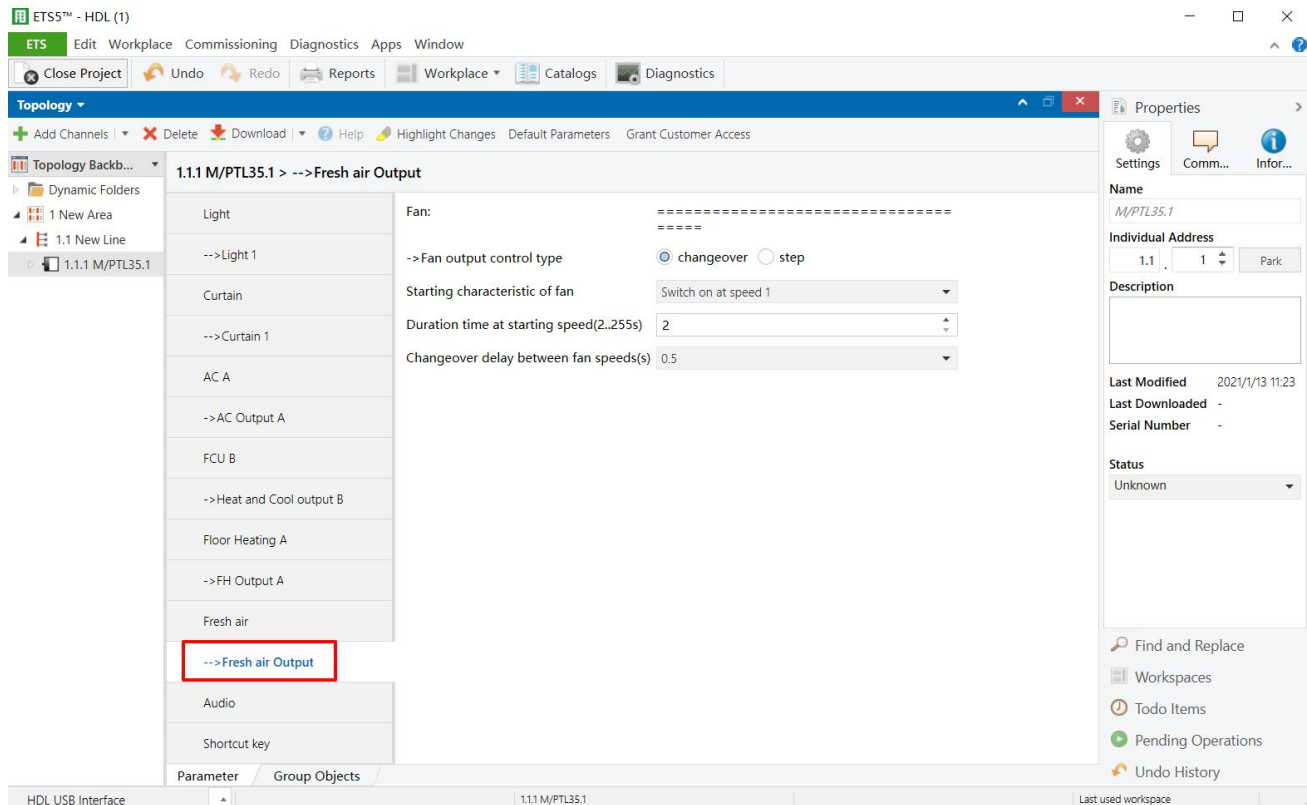 ETS5™ - HDL (1)
ETS Edit Workplace Commissioning Diagnostics Apps Window
Close Project Undo Redo Reports Workplace Catalogs Diagnostics
Topology
Add Channels Delete Download Help Highlight Changes Default Parameters Grant Customer Access
Topology Backb...
Dynamic Folders
1 New Area
1.1 New Line
1.1.1 M/PTL35.1
1.1.1 M/PTL35.1 > -->Fresh air Output
Light
-->Light 1
Curtain
-->Curtain 1
AC A
->AC Output A
FCU B
->Heat and Cool output B
Floor Heating A
->FH Output A
Fresh air
-->Fresh air Output
Audio
Shortcut key
Fan: ================================
=====
->Fan output control type changeover step
Starting characteristic of fan Switch on at speed 1
Duration time at starting speed(2..255s) 2
Changeover delay between fan speeds(s) 0.5
Parameter Group Objects
Properties
Settings Comm... Infor...
Name
M/PTL35.1
Individual Address
1.1 . 1 Park
Description
Last Modified 2021/1/13 11:23
Last Downloaded -
Serial Number -
Status
Unknown
Find and Replace
Workspaces
Todo Items
Pending Operations
Undo History
HDL USB Interface 1.1.1 M/PTL35.1 Last used workspace